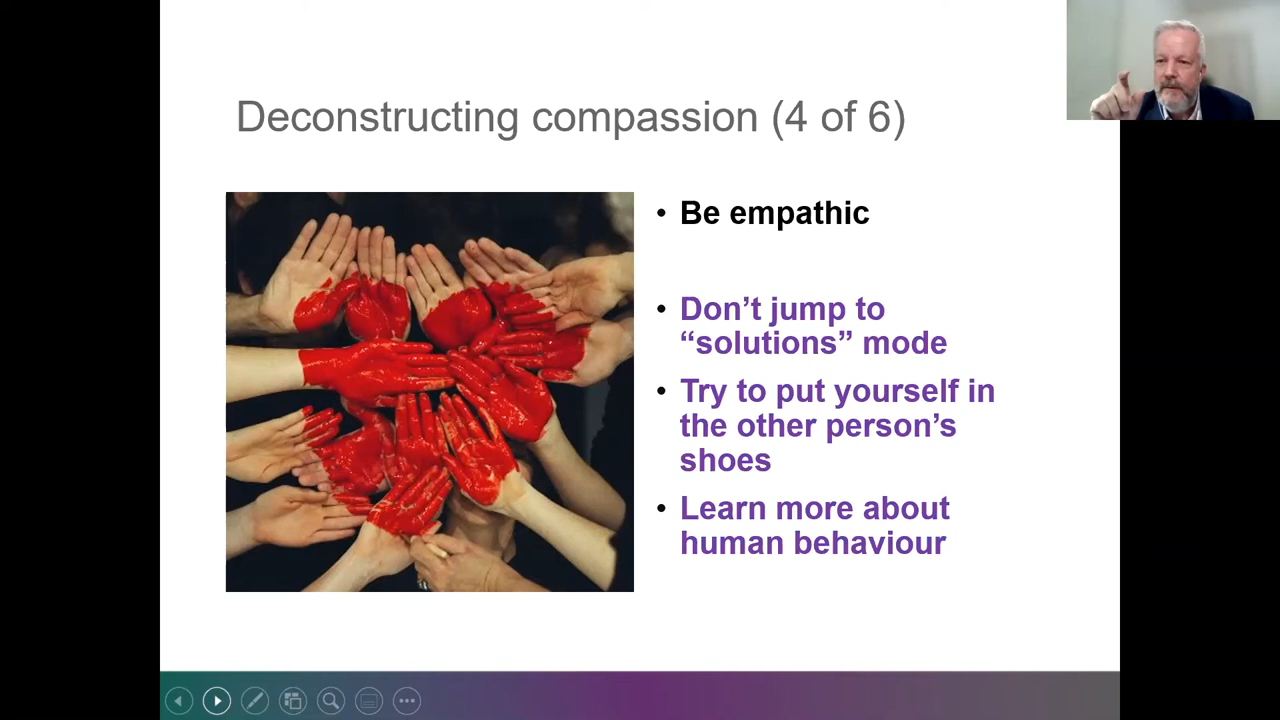 Deconstructing compassion (4 of 6)
• Be empathic
• Don’t jump to
“solutions” mode
• Try to put yourself in
the other person’s
shoes
• Learn more about
human behaviour